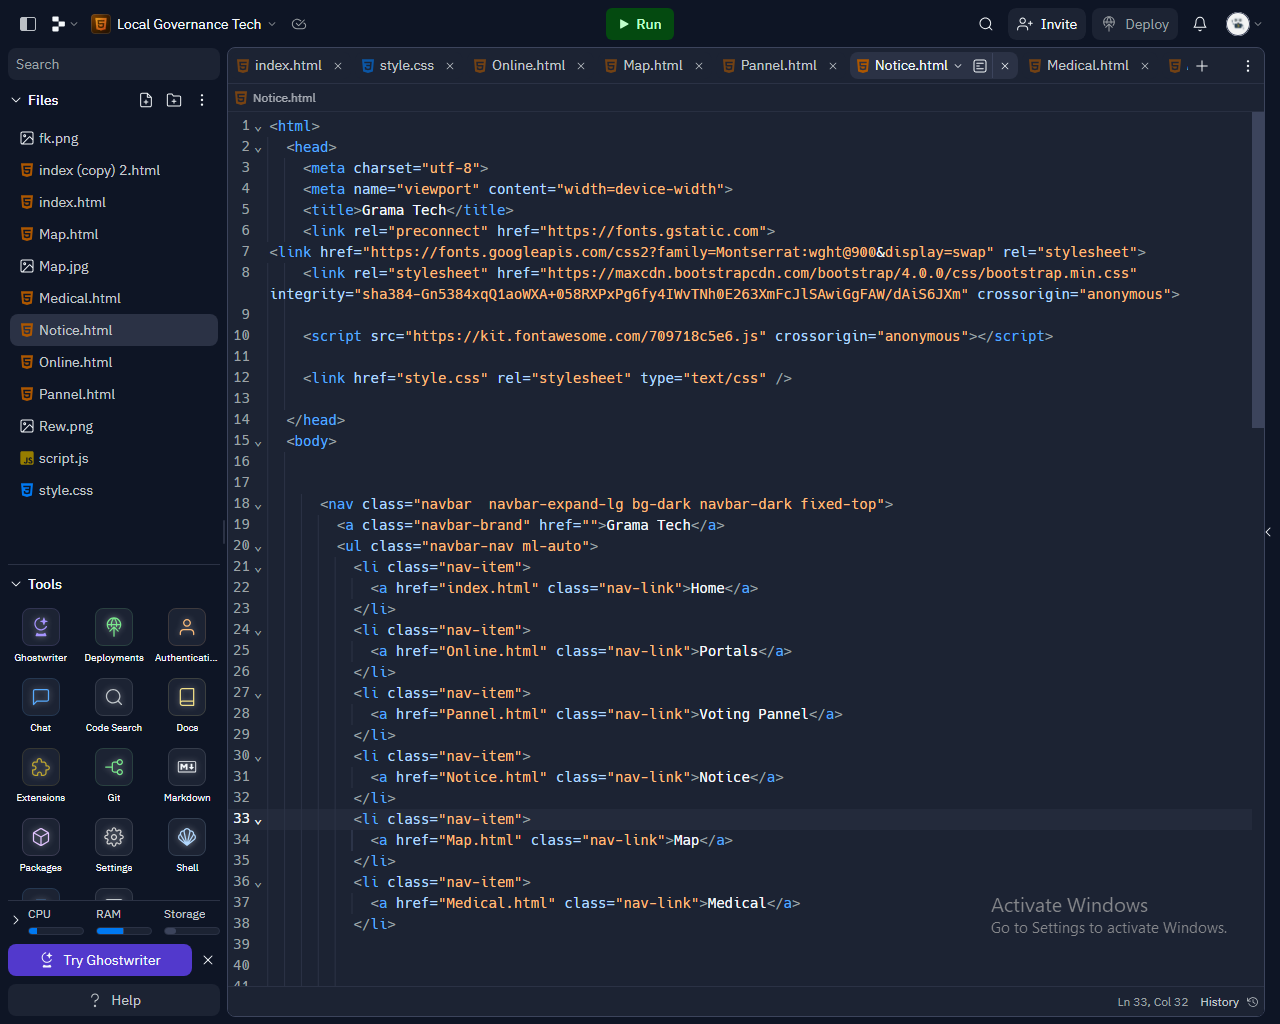 Local Governance Tech
Run
Invite
Deploy
Search
Files
fk.png
index (copy) 2.html
index.html
Map.html
Map.jpg
Medical.html
Notice.html
Online.html
Pannel.html
Rew.png
script.js
style.css
Tools
Ghostwriter
Deployments
Authenticati...
Chat
Code Search
Docs
Extensions
Git
Markdown
Packages
Settings
Shell
CPU
RAM
Storage
Try Ghostwriter
Help
index.html
style.css
Online.html
Map.html
Pannel.html
Notice.html
Medical.html
Notice.html
1 <html>
2 <head>
3 <meta charset="utf-8">
4 <meta name="viewport" content="width=device-width">
5 <title>Grama Tech</title>
6 <link rel="preconnect" href="https://fonts.gstatic.com">
7 <link href="https://fonts.googleapis.com/css2?family=Montserrat:wght@900&display=swap" rel="stylesheet">
8 <link rel="stylesheet" href="https://maxcdn.bootstrapcdn.com/bootstrap/4.0.0/css/bootstrap.min.css"
integrity="sha384-Gn5384xqQ1aoWXA+058RXPxPg6fy4IWvTNh0E263XmFcJlSAwiGgFAW/dAiS6JXm" crossorigin="anonymous">
9
10 <script src="https://kit.fontawesome.com/709718c5e6.js" crossorigin="anonymous"></script>
11
12 <link href="style.css" rel="stylesheet" type="text/css" />
13
14 </head>
15 <body>
16
17
18 <nav class="navbar  navbar-expand-lg bg-dark navbar-dark fixed-top">
19 <a class="navbar-brand" href="">Grama Tech</a>
20 <ul class="navbar-nav ml-auto">
21 <li class="nav-item">
22 <a href="index.html" class="nav-link">Home</a>
23 </li>
24 <li class="nav-item">
25 <a href="Online.html" class="nav-link">Portals</a>
26 </li>
27 <li class="nav-item">
28 <a href="Pannel.html" class="nav-link">Voting Pannel</a>
29 </li>
30 <li class="nav-item">
31 <a href="Notice.html" class="nav-link">Notice</a>
32 </li>
33 <li class="nav-item">
34 <a href="Map.html" class="nav-link">Map</a>
35 </li>
36 <li class="nav-item">
37 <a href="Medical.html" class="nav-link">Medical</a>
38 </li>
39
40
41
Activate Windows
Go to Settings to activate Windows.
Ln 33, Col 32
History